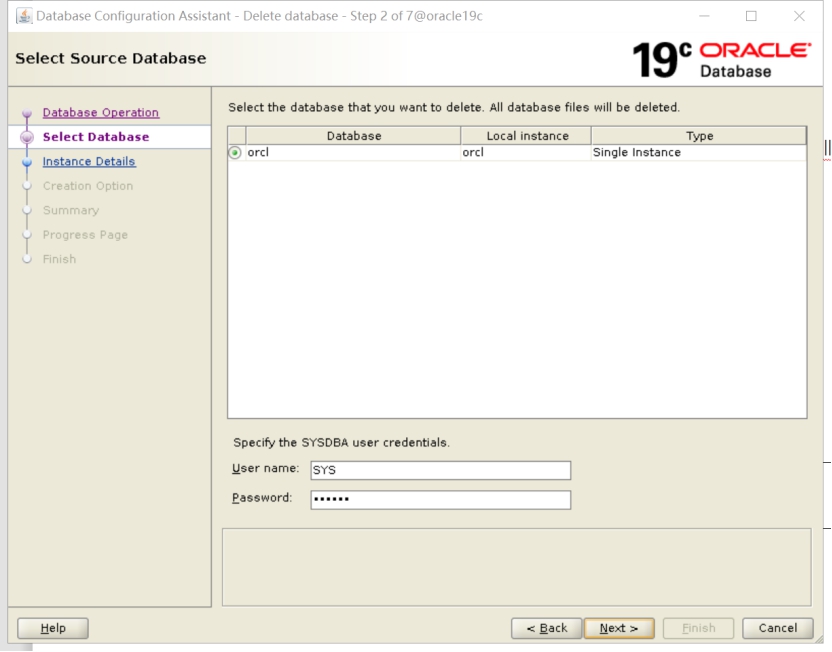 Database Configuration Assistant - Delete database - Step 2 of 7@oracle19c
Select Source Database
19c ORACLE
Database
Database Operation
Select Database
Instance Details
Creation Option
Summary
Progress Page
Finish
Select the database that you want to delete. All database files will be deleted.
Database Local instance Type
orcl orcl Single Instance
Specify the SYSDBA user credentials.
User name: SYS
Password: ••••••
Help < Back Next > Finish Cancel